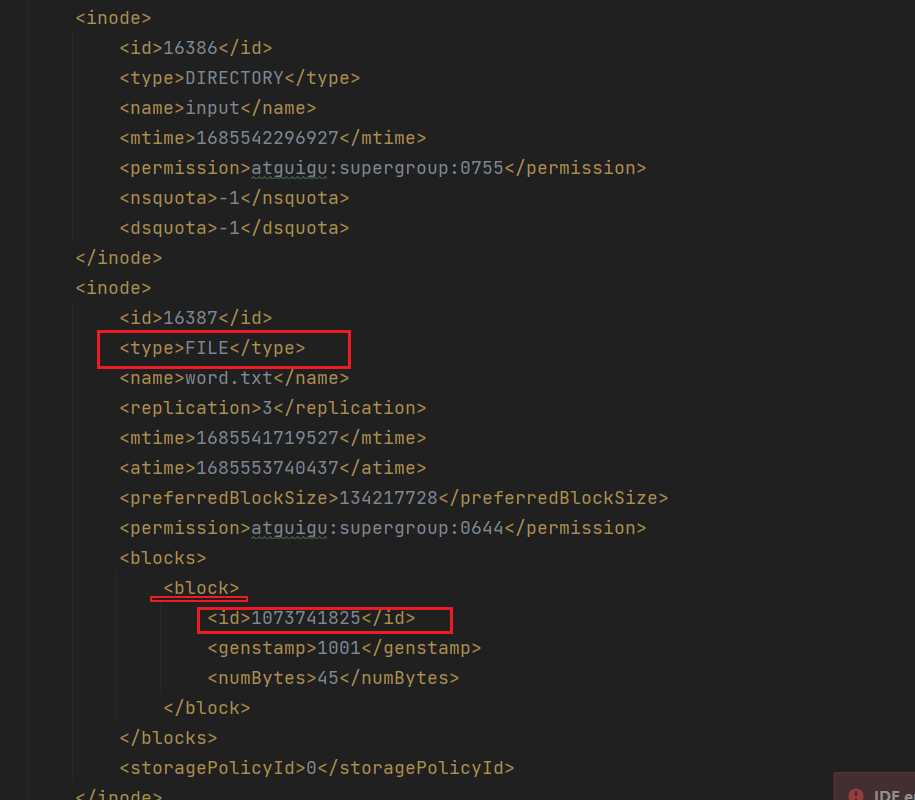 <inode>
<id>16386</id>
<type>DIRECTORY</type>
<name>input</name>
<mtime>1685542296927</mtime>
<permission>atguigu:supergroup:0755</permission>
<nsquota>-1</nsquota>
<dsquota>-1</dsquota>
</inode>
<inode>
<id>16387</id>
<type>FILE</type>
<name>word.txt</name>
<replication>3</replication>
<mtime>1685541719527</mtime>
<atime>1685553740437</atime>
<preferredBlockSize>134217728</preferredBlockSize>
<permission>atguigu:supergroup:0644</permission>
<blocks>
<block>
<id>1073741825</id>
<genstamp>1001</genstamp>
<numBytes>45</numBytes>
</block>
</blocks>
<storagePolicyId>0</storagePolicyId>
</inode>